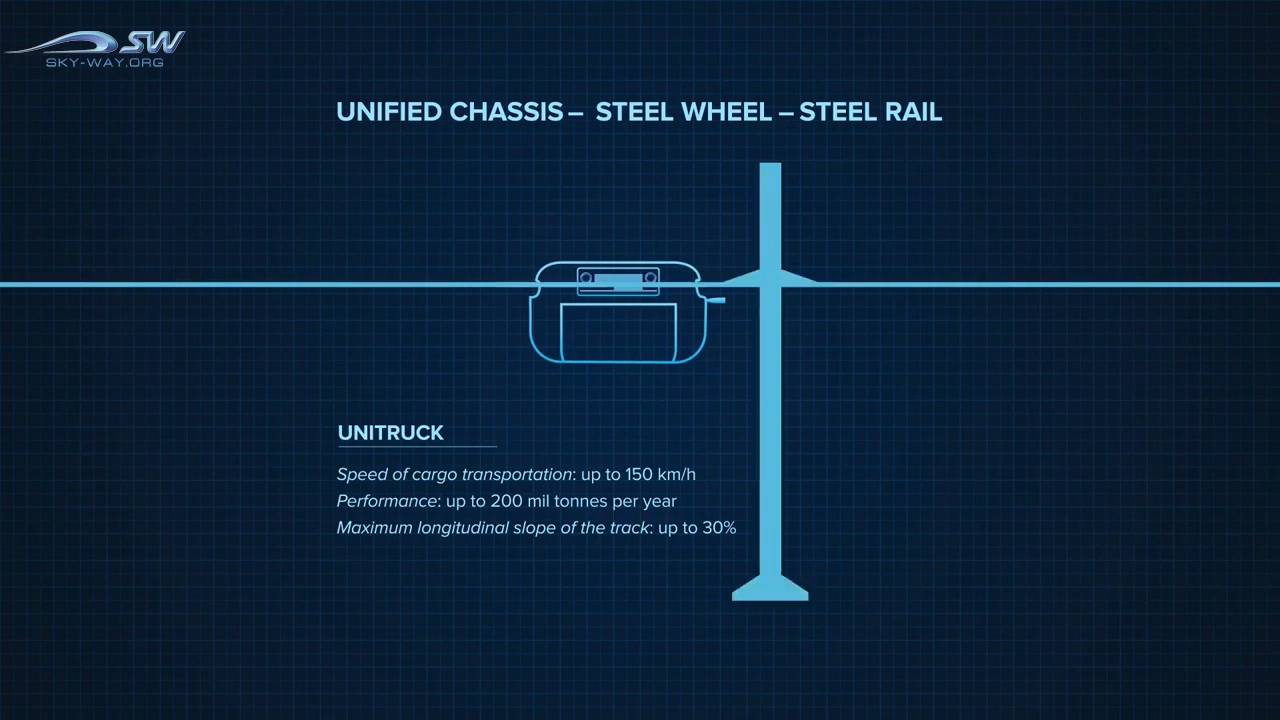 SW
SKY-WAY.ORG
UNIFIED CHASSIS – STEEL WHEEL – STEEL RAIL
UNITRUCK
Speed of cargo transportation: up to 150 km/h
Performance: up to 200 mil tonnes per year
Maximum longitudinal slope of the track: up to 30%